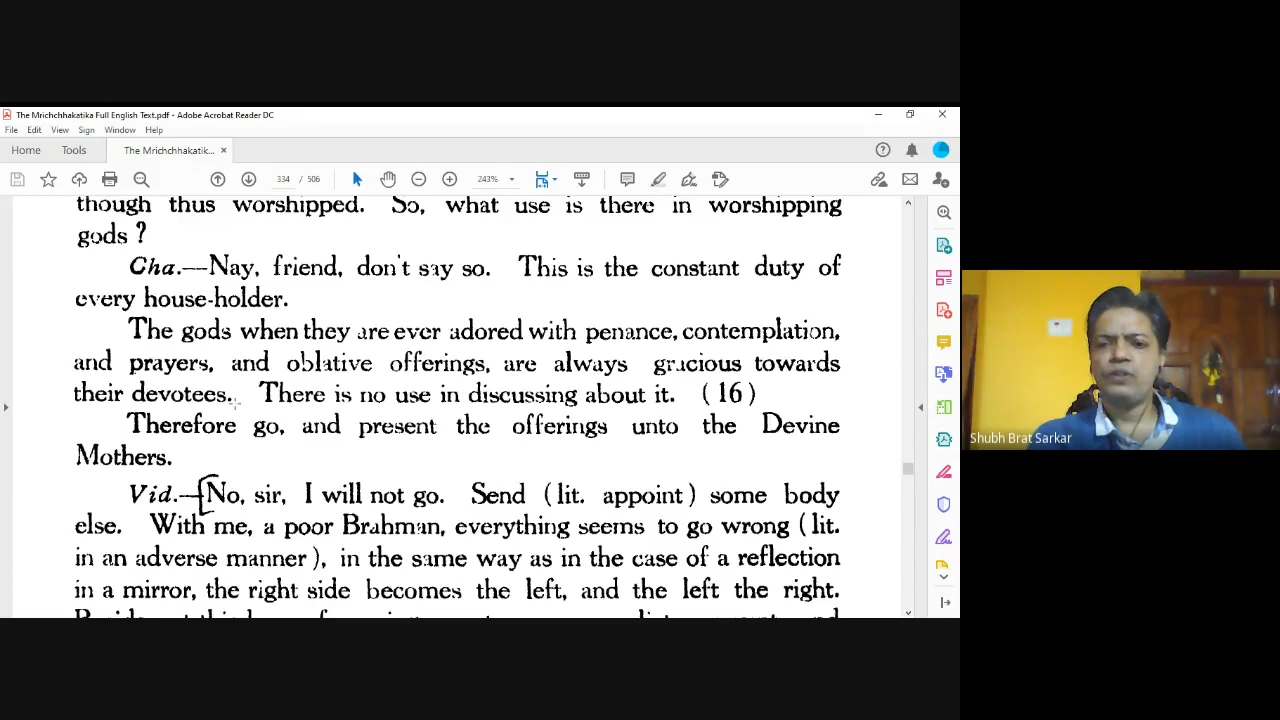 The Mrichchhakatika Full English Text.pdf - Adobe Acrobat Reader DC
File Edit View Sign Window Help
Home Tools The Mrichchhakatik... ×
334 / 506 243%
though thus worshipped. So, what use is there in worshipping
gods ?
Cha.—Nay, friend, don't say so. This is the constant duty of
every house-holder.
The gods when they are ever adored with penance, contemplation,
and prayers, and oblative offerings, are always gracious towards
their devotees. There is no use in discussing about it. (16)
Therefore go, and present the offerings unto the Devine
Mothers.
Vid.—[No, sir, I will not go. Send (lit. appoint) some body
else. With me, a poor Brahman, everything seems to go wrong (lit.
in an adverse manner), in the same way as in the case of a reflection
in a mirror, the right side becomes the left, and the left the right.
Shubh Brat Sarkar